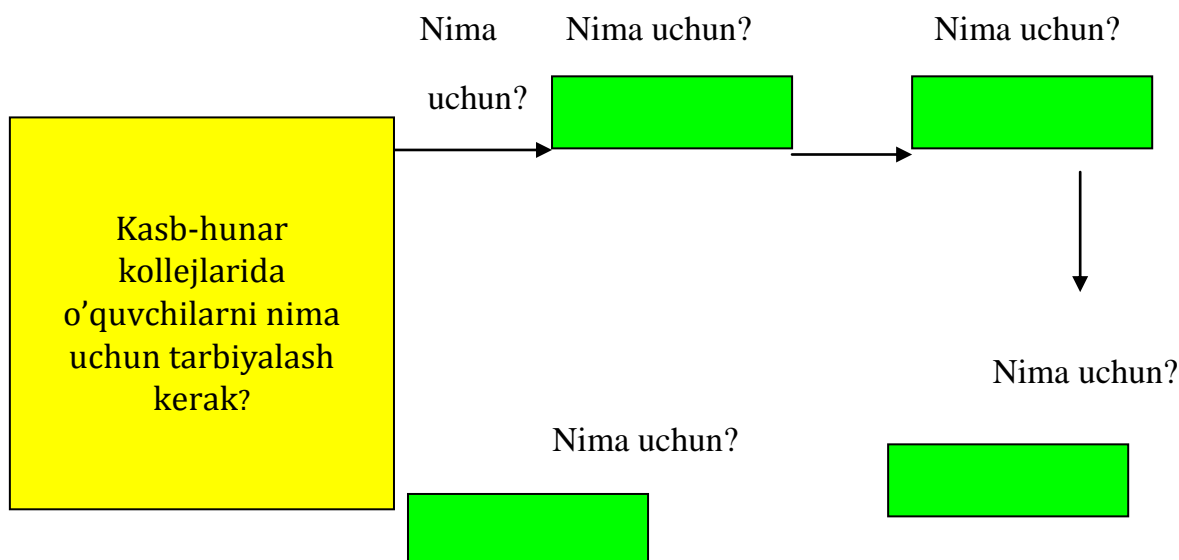 Nima
uchun?
Nima uchun?
Nima uchun?
Kasb-hunar
kollejlarida
o’quvchilarni nima
uchun tarbiyalash
kerak?
Nima uchun?
Nima uchun?